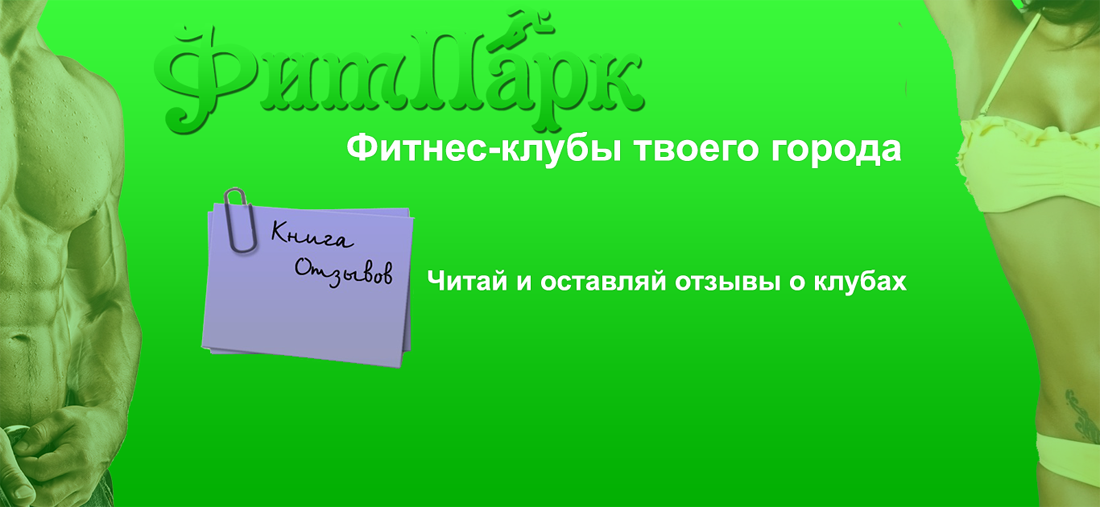 ФитПарк
Фитнес-клубы твоего города
Книга
Отзывов
Читай и оставляй отзывы о клубах